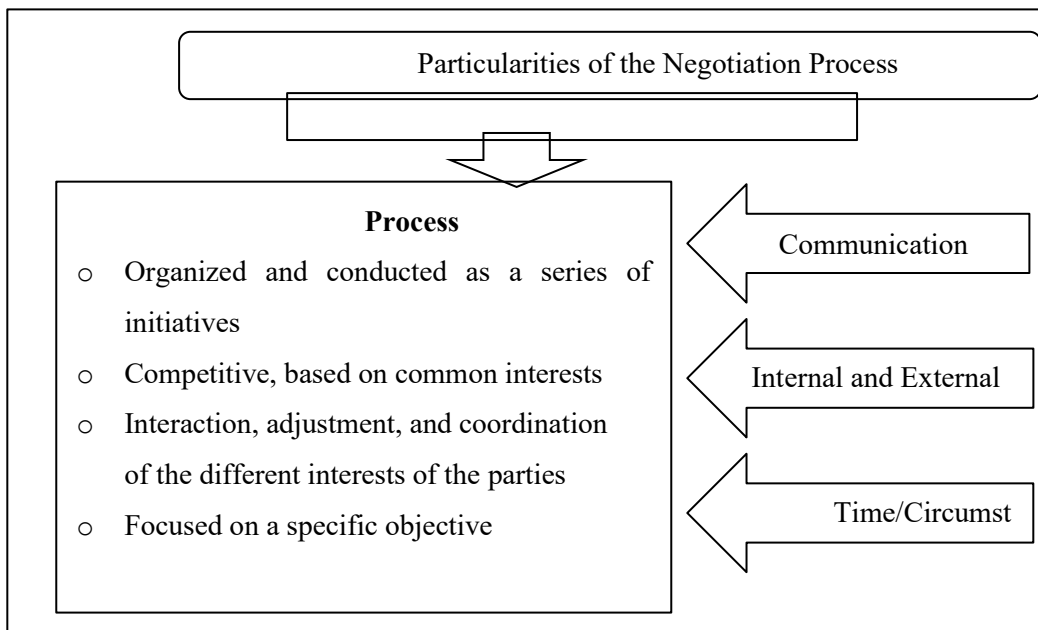 Particularities of the Negotiation Process
Process
o Organized and conducted as a series of
initiatives
o Competitive, based on common interests
o Interaction, adjustment, and coordination
of the different interests of the parties
o Focused on a specific objective
Communication
Internal and External
Time/Circumst